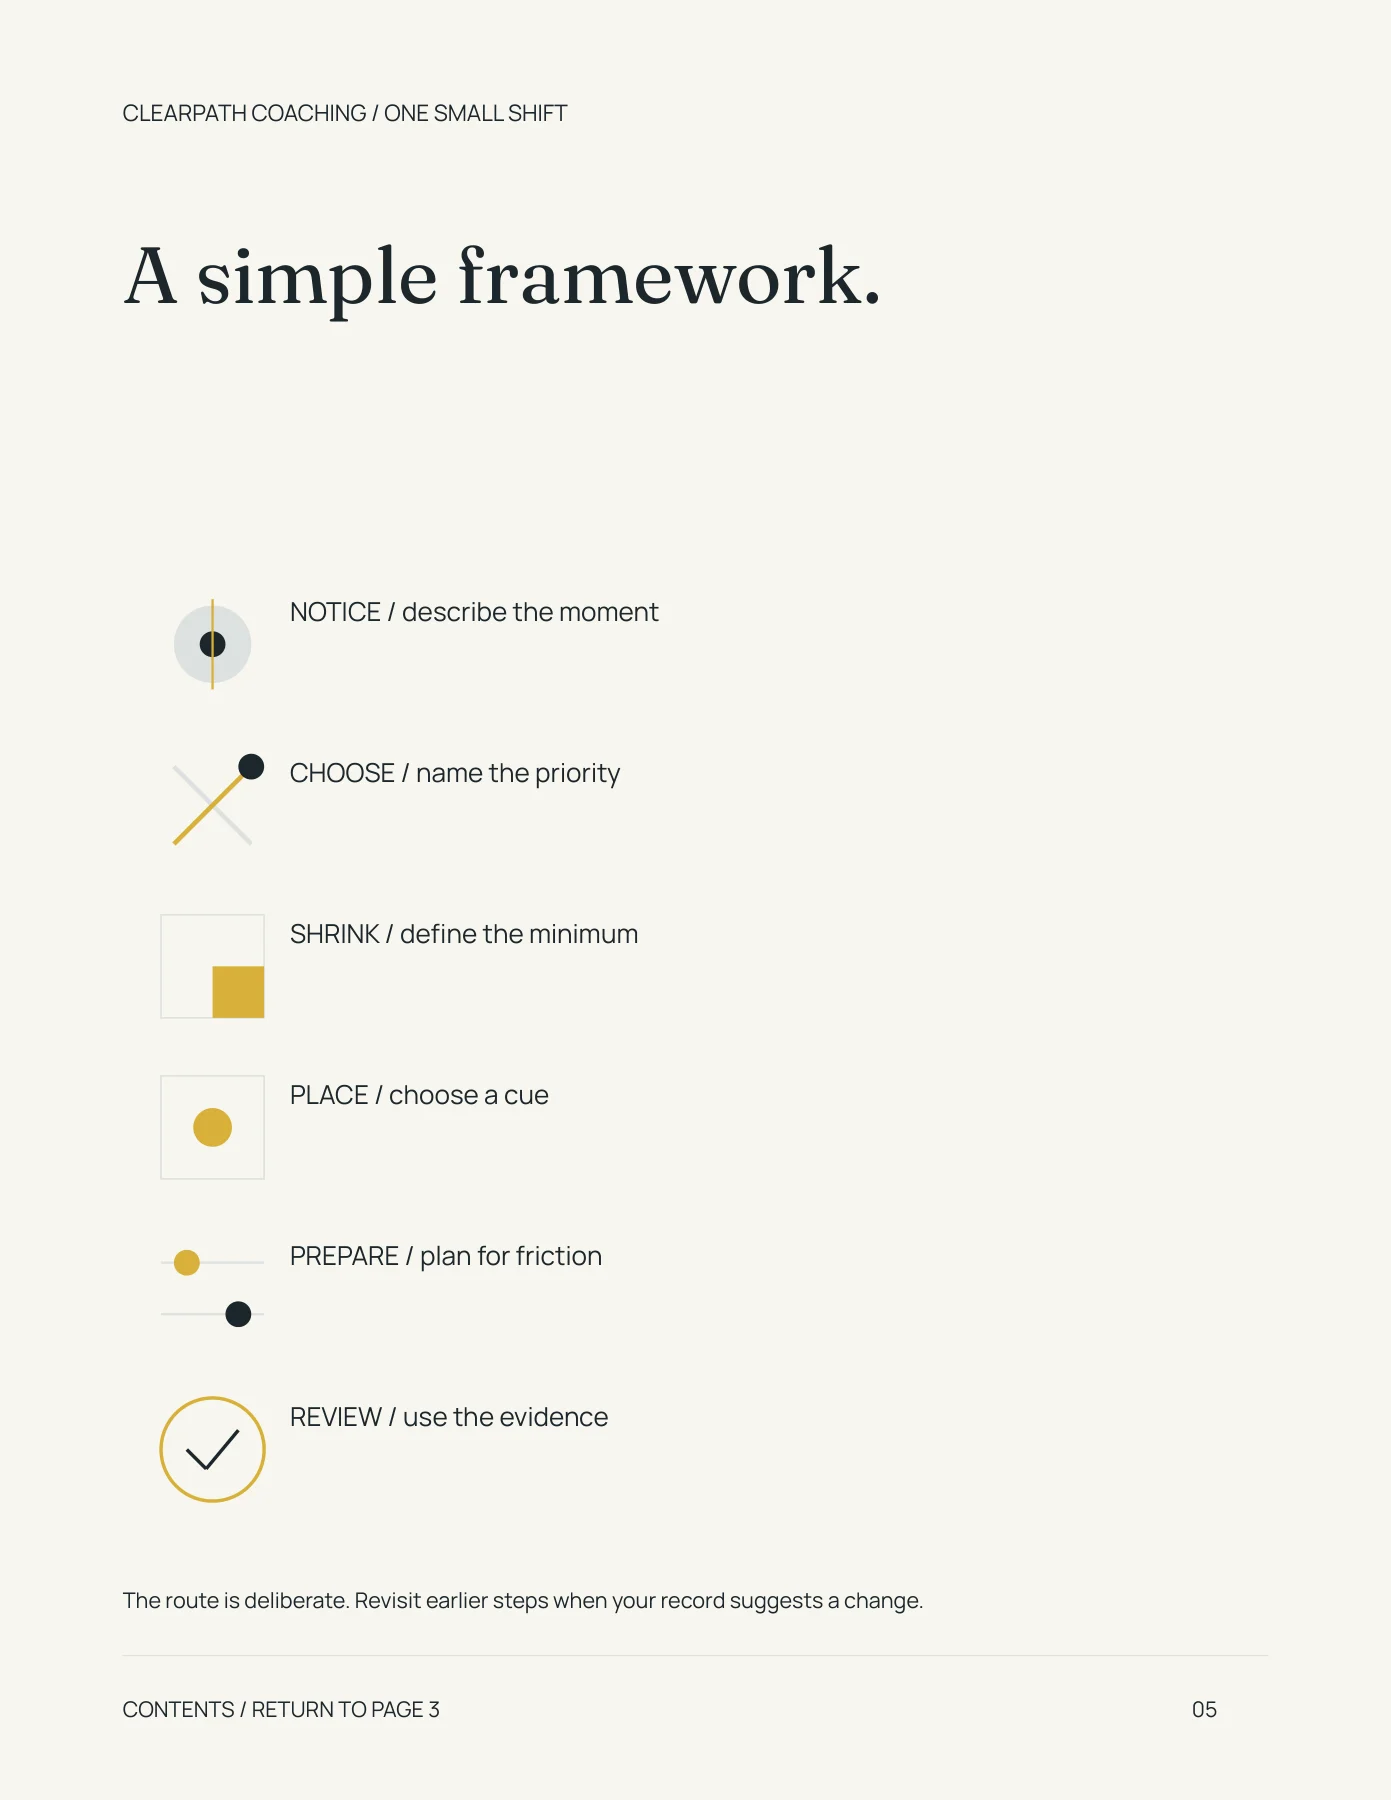 CLEARPATH COACHING / ONE SMALL SHIFT
A simple framework.
NOTICE / describe the moment
CHOOSE / name the priority
SHRINK / define the minimum
PLACE / choose a cue
PREPARE / plan for friction
REVIEW / use the evidence
The route is deliberate. Revisit earlier steps when your record suggests a change.
CONTENTS / RETURN TO PAGE 3
05